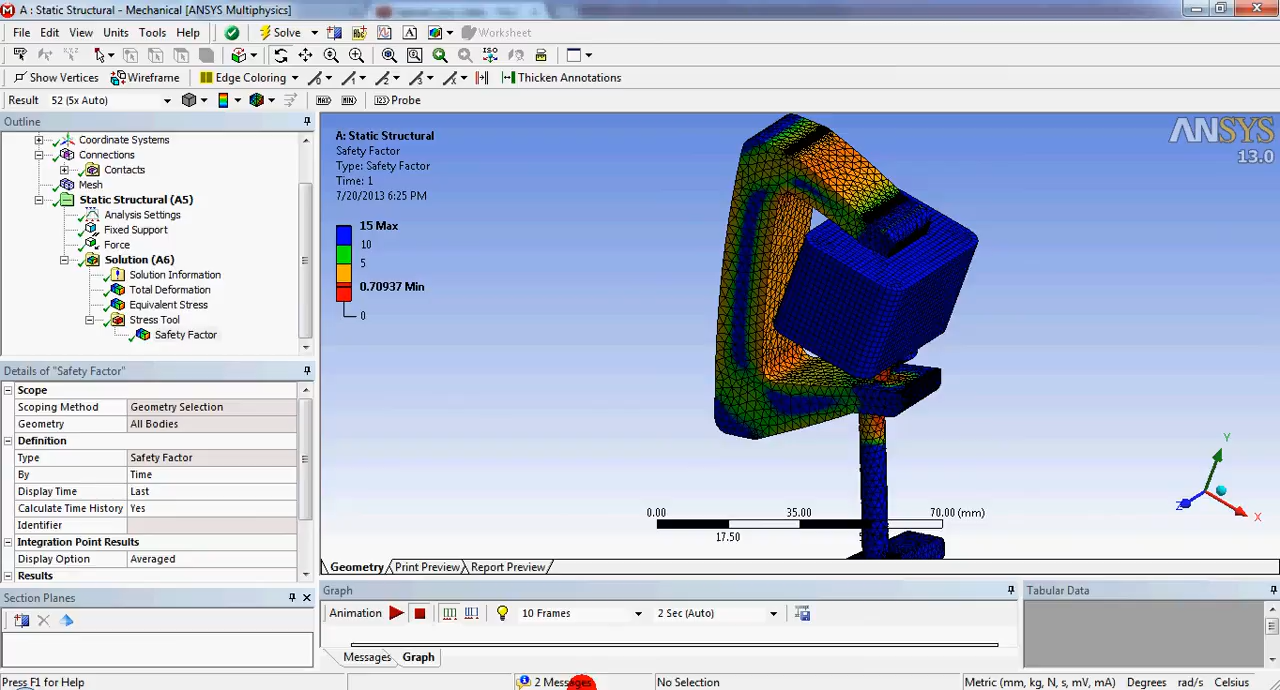 A : Static Structural - Mechanical [ANSYS Multiphysics]
File Edit View Units Tools Help Solve Worksheet
Show Vertices Wireframe Edge Coloring Thicken Annotations
Result 52 (5x Auto) MAX MIN Probe
Outline
Coordinate Systems
Connections
Contacts
Mesh
Static Structural (A5)
Analysis Settings
Fixed Support
Force
Solution (A6)
Solution Information
Total Deformation
Equivalent Stress
Stress Tool
Safety Factor
Details of "Safety Factor"
Scope
Scoping Method Geometry Selection
Geometry All Bodies
Definition
Type Safety Factor
By Time
Display Time Last
Calculate Time History Yes
Identifier
Integration Point Results
Display Option Averaged
Results
Section Planes
A: Static Structural
Safety Factor
Type: Safety Factor
Time: 1
7/20/2013 6:25 PM
15 Max
10
5
0.70937 Min
0
ANSYS
13.0
Y
X
Z
0.00 35.00 70.00 (mm)
17.50
Geometry Print Preview Report Preview
Graph
Animation 10 Frames 2 Sec (Auto)
Messages Graph
Tabular Data
Press F1 for Help 2 Messages No Selection Metric (mm, kg, N, s, mV, mA) Degrees rad/s Celsius